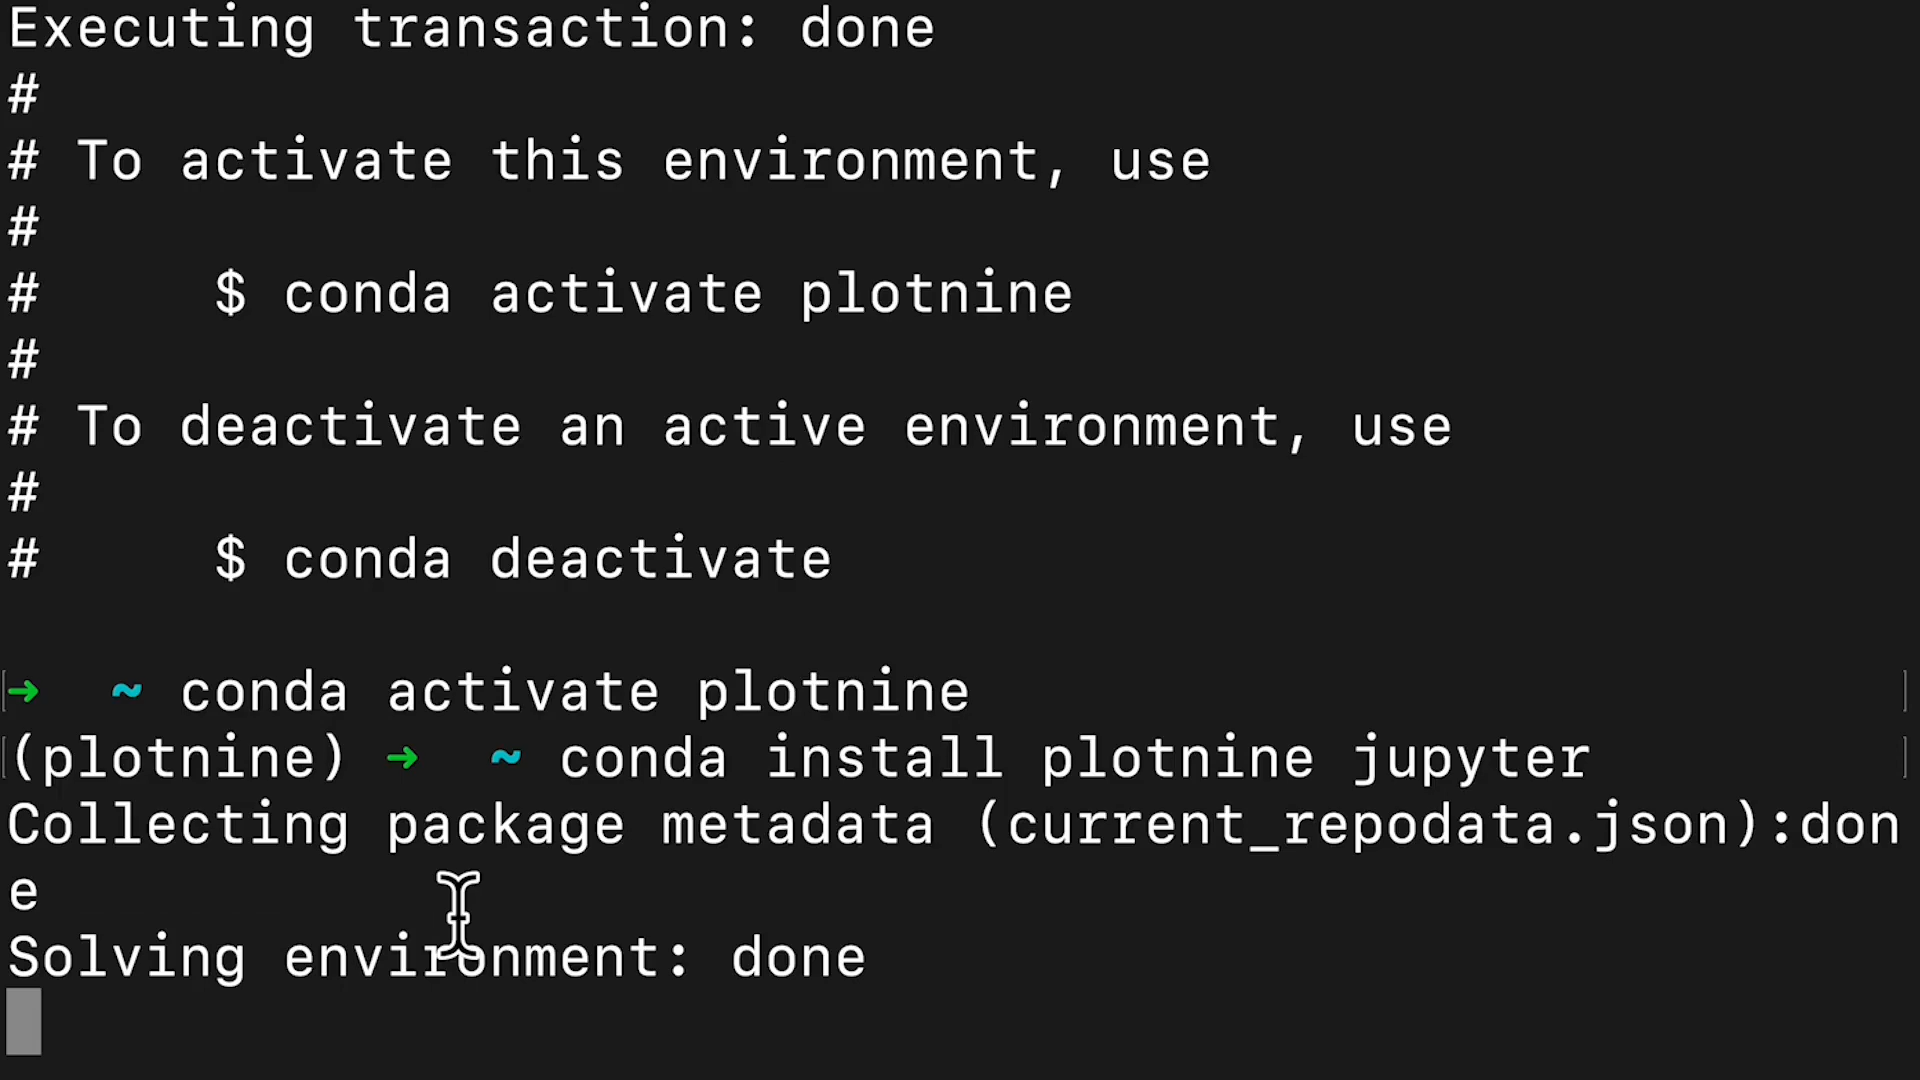 Executing transaction: done
#
# To activate this environment, use
#
#     $ conda activate plotnine
#
# To deactivate an active environment, use
#
#     $ conda deactivate
➜  ~ conda activate plotnine
(plotnine) ➜  ~ conda install plotnine jupyter
Collecting package metadata (current_repodata.json):don
e
Solving environment: done